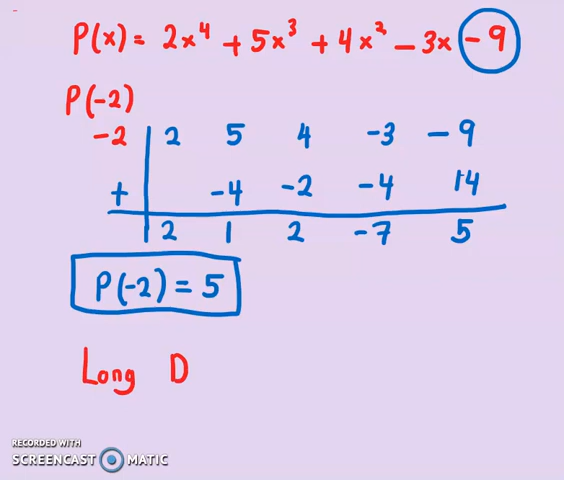 P(x) = 2x⁴ + 5x³ + 4x² - 3x - 9
P(-2)
-2 | 2 5 4 -3 -9
+ | -4 -2 -4 14
| 2 1 2 -7 5
P(-2) = 5
Long D
RECORDED WITH
SCREENCAST MATIC